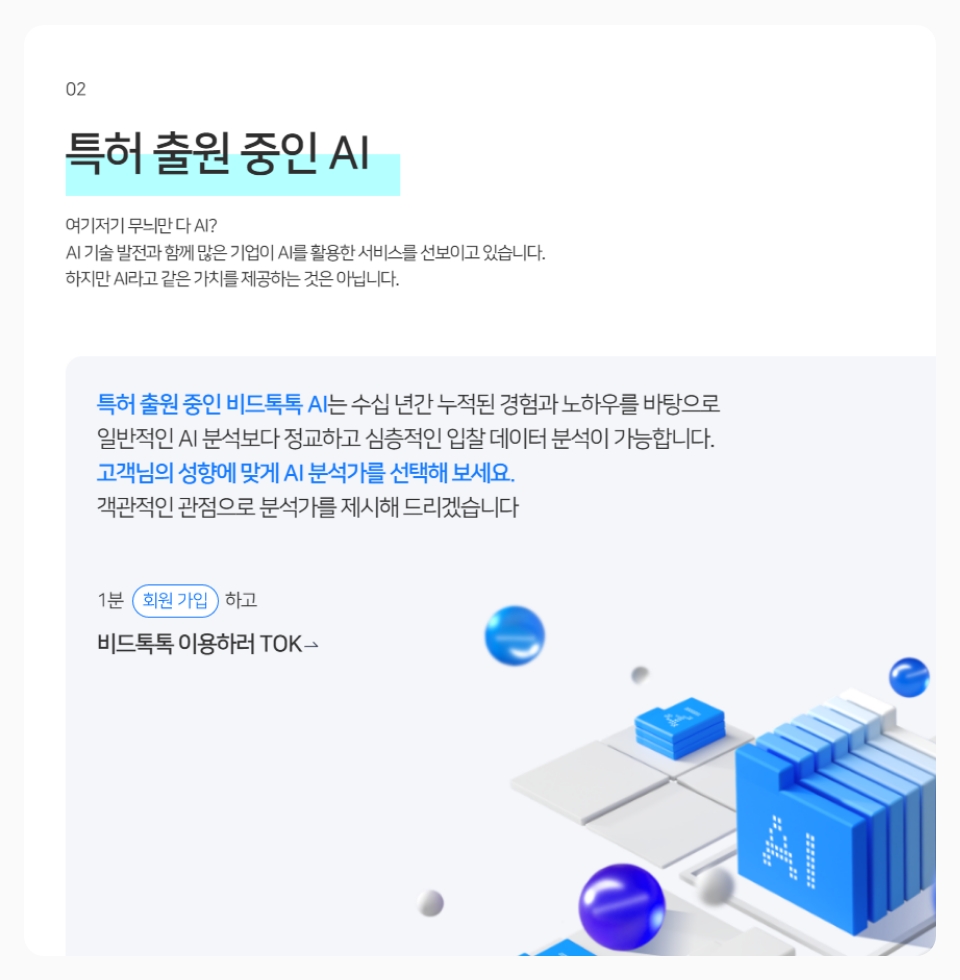 02
특허 출원 중인 AI
여기저기 무늬만 다 AI?
AI 기술 발전과 함께 많은 기업이 AI를 활용한 서비스를 선보이고 있습니다.
하지만 AI라고 같은 가치를 제공하는 것은 아닙니다.
특허 출원 중인 비드톡톡 AI는 수십 년간 누적된 경험과 노하우를 바탕으로
일반적인 AI 분석보다 정교하고 심층적인 입찰 데이터 분석이 가능합니다.
고객님의 성향에 맞게 AI 분석가를 선택해 보세요.
객관적인 관점으로 분석가를 제시해 드리겠습니다
1분 회원 가입 하고
비드톡톡 이용하러 TOK→
AI
AI